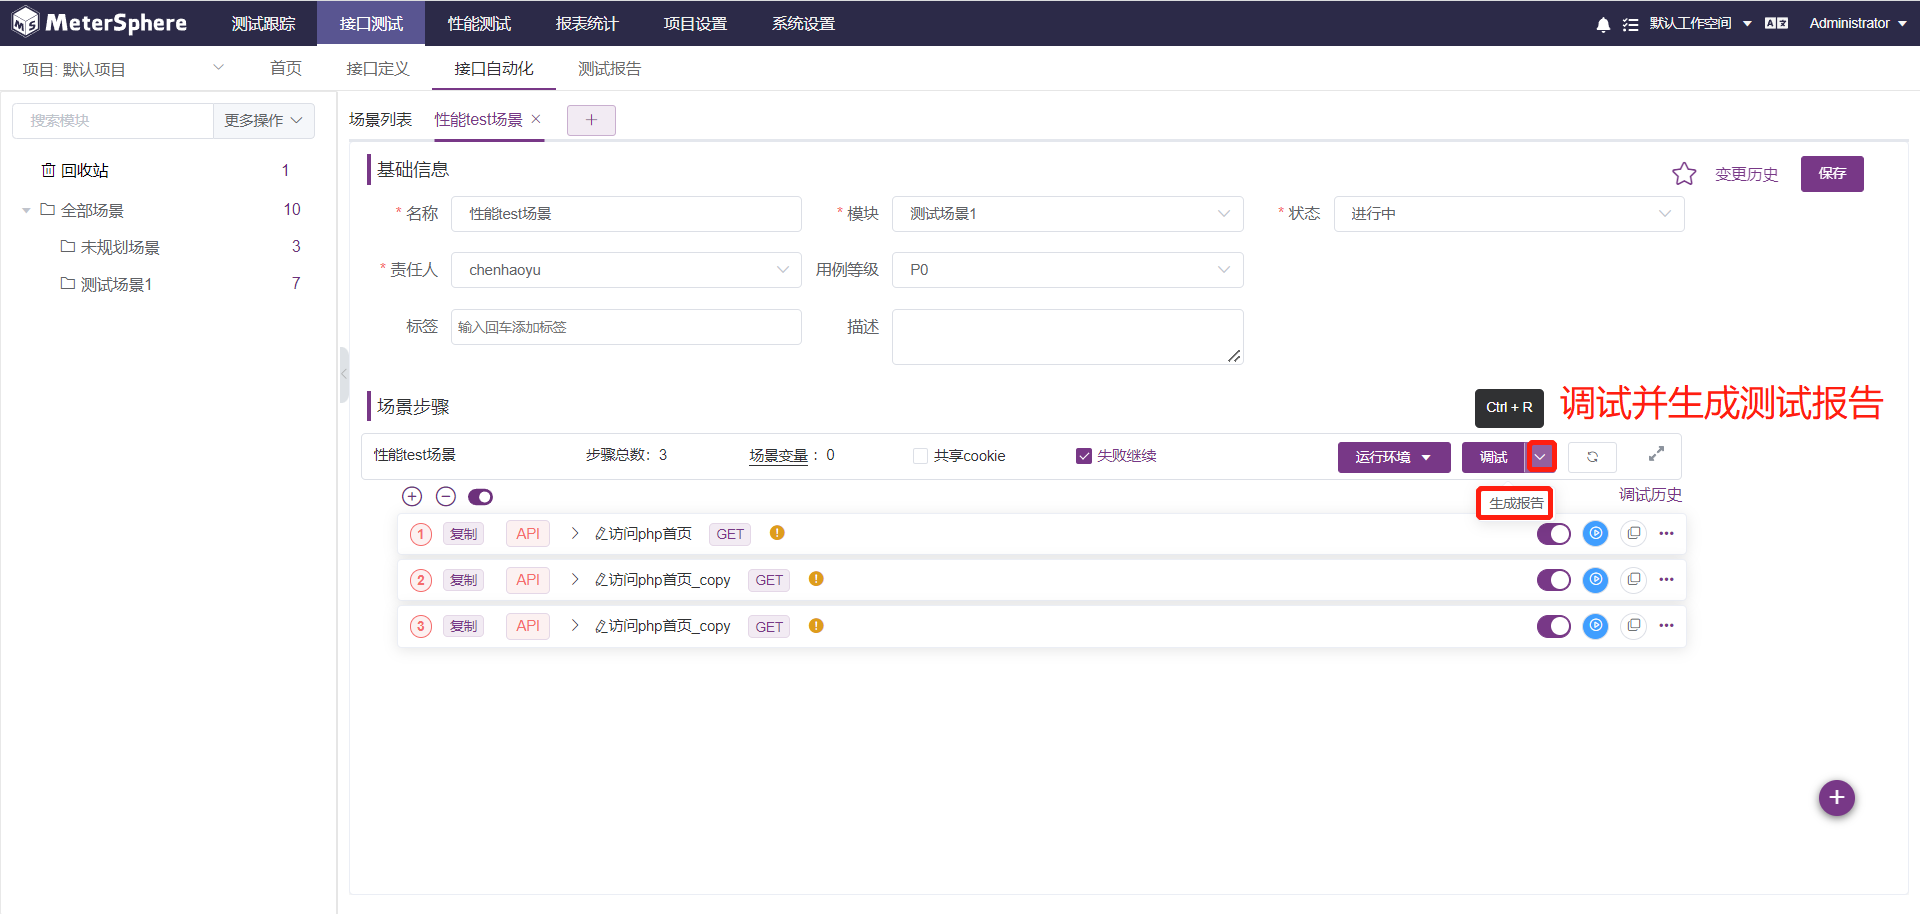 MeterSphere 测试跟踪 接口测试 性能测试 报表统计 项目设置 系统设置 默认工作空间 Administrator
项目: 默认项目 首页 接口定义 接口自动化 测试报告
搜索模块 更多操作
回收站 1
全部场景 10
未规划场景 3
测试场景1 7
场景列表 性能test场景 +
基础信息 变更历史 保存
* 名称 性能test场景 * 模块 测试场景1 * 状态 进行中
* 责任人 chenhaoyu 用例等级 P0
标签 输入回车添加标签 描述
场景步骤 Ctrl + R 调试并生成测试报告
性能test场景 步骤总数: 3 场景变量 : 0 共享cookie 失败继续 运行环境 调试
生成报告 调试历史
1 复制 API 访问php首页 GET
2 复制 API 访问php首页_copy GET
3 复制 API 访问php首页_copy GET